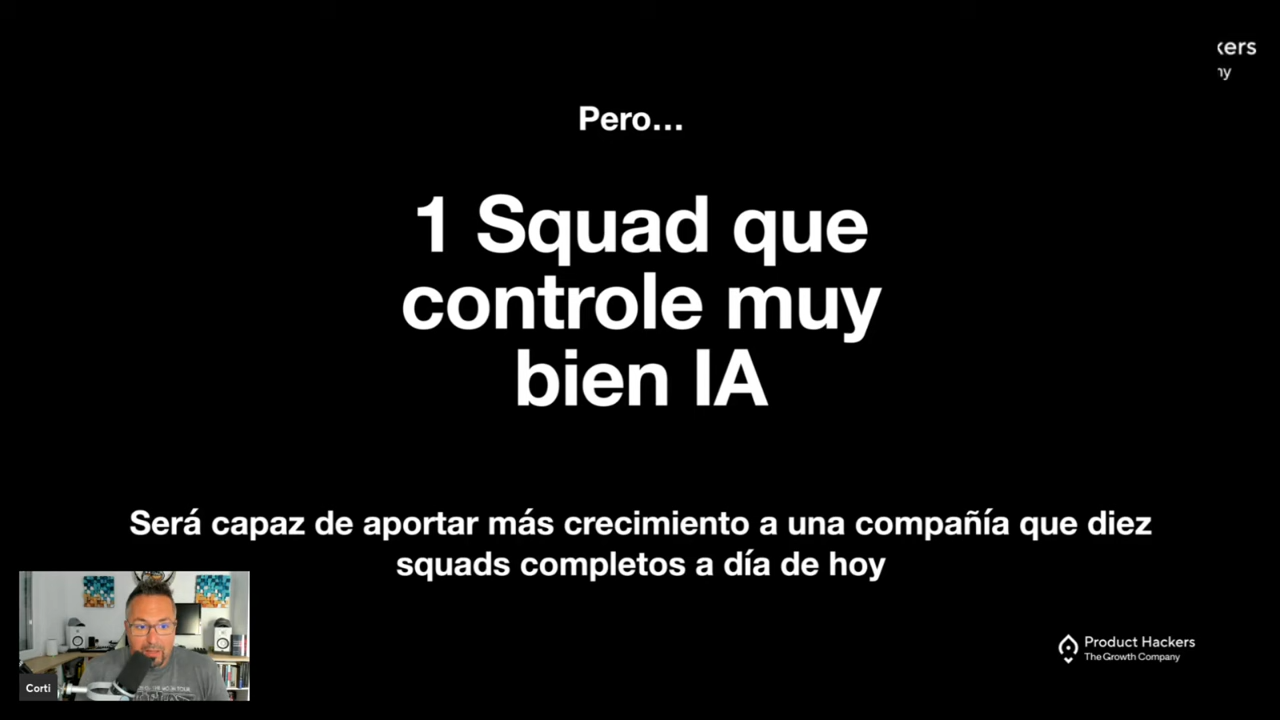 Pero...
1 Squad que
controle muy
bien IA
Será capaz de aportar más crecimiento a una compañía que diez
squads completos a día de hoy
Corti
Product Hackers
The Growth Company